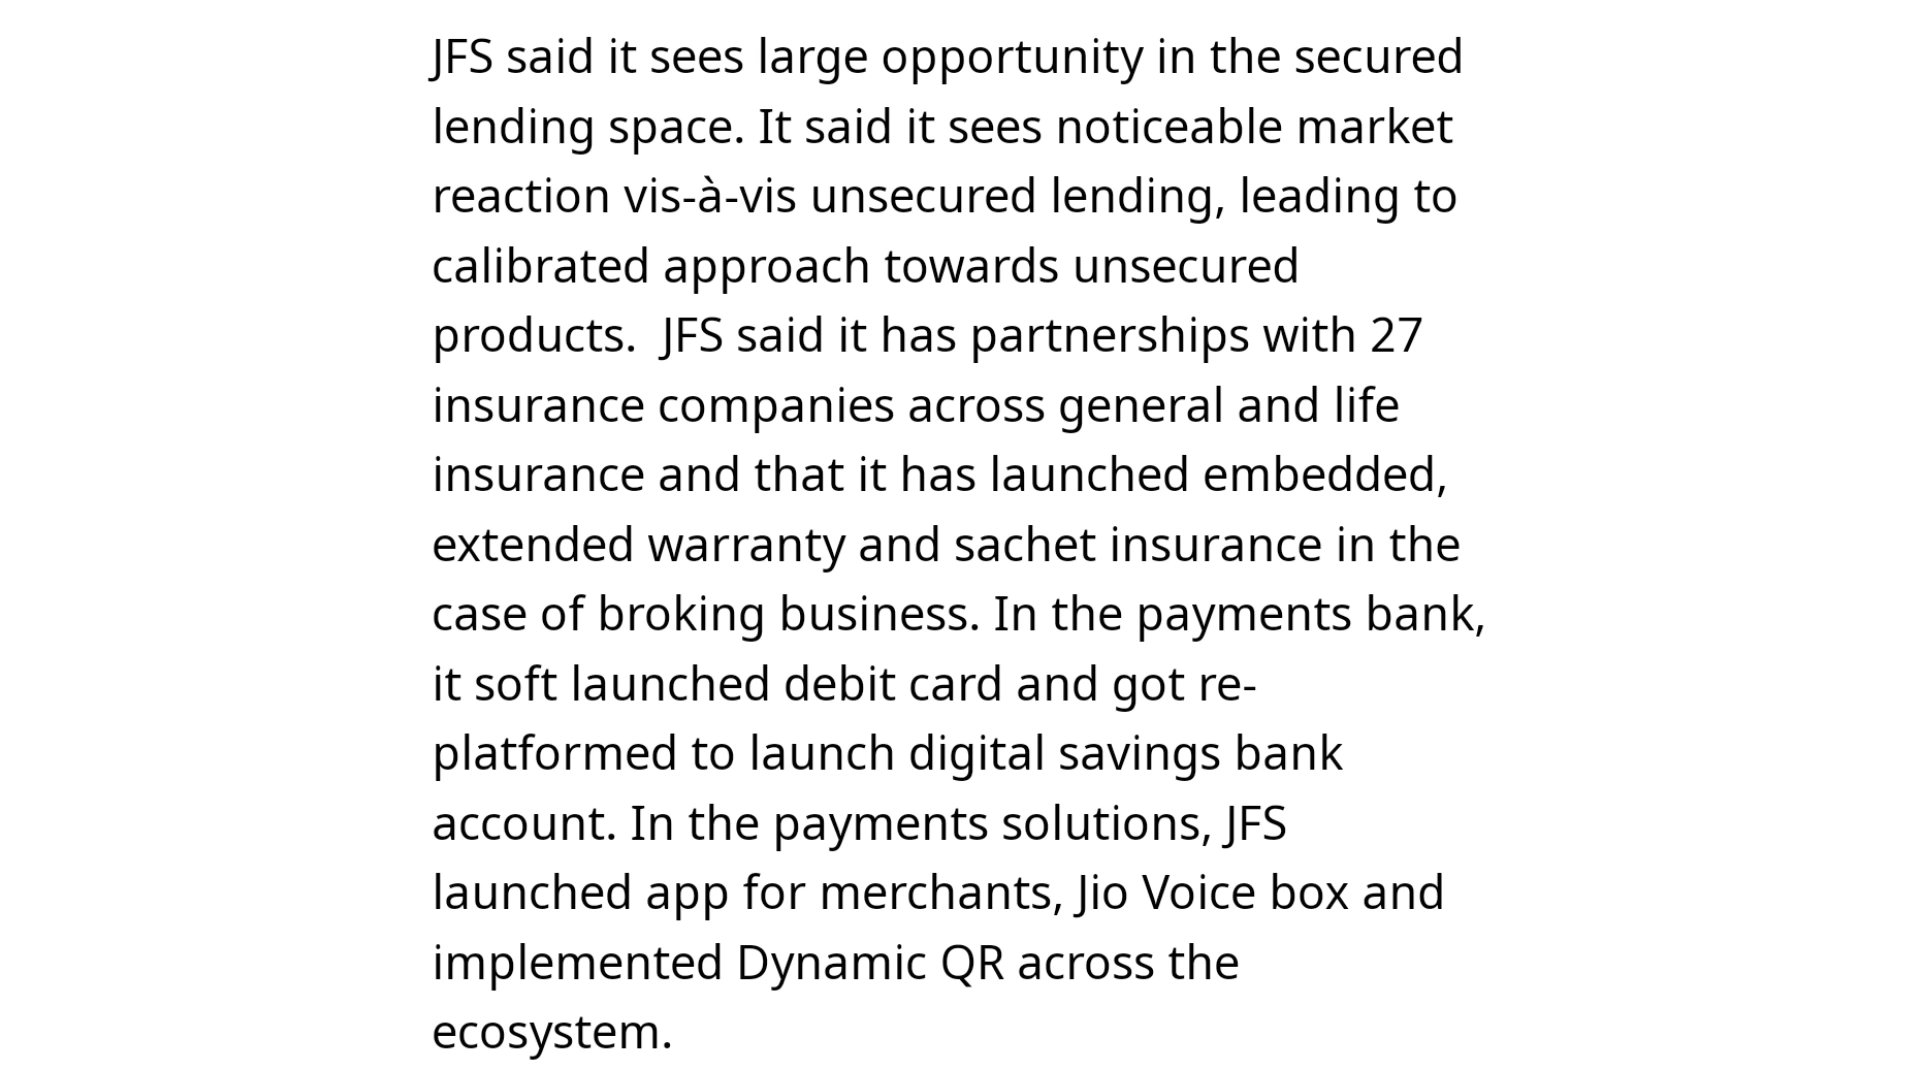 JFS said it sees large opportunity in the secured
lending space. It said it sees noticeable market
reaction vis-à-vis unsecured lending, leading to
calibrated approach towards unsecured
products.  JFS said it has partnerships with 27
insurance companies across general and life
insurance and that it has launched embedded,
extended warranty and sachet insurance in the
case of broking business. In the payments bank,
it soft launched debit card and got re-
platformed to launch digital savings bank
account. In the payments solutions, JFS
launched app for merchants, Jio Voice box and
implemented Dynamic QR across the
ecosystem.